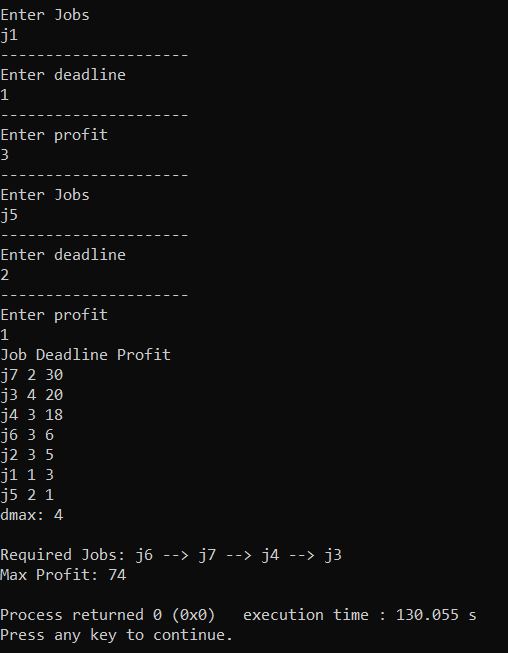 Enter Jobs
j1
---------------------
Enter deadline
1
---------------------
Enter profit
3
---------------------
Enter Jobs
j5
---------------------
Enter deadline
2
---------------------
Enter profit
1
Job Deadline Profit
j7 2 30
j3 4 20
j4 3 18
j6 3 6
j2 3 5
j1 1 3
j5 2 1
dmax: 4

Required Jobs: j6 --> j7 --> j4 --> j3
Max Profit: 74

Process returned 0 (0x0)   execution time : 130.055 s
Press any key to continue.